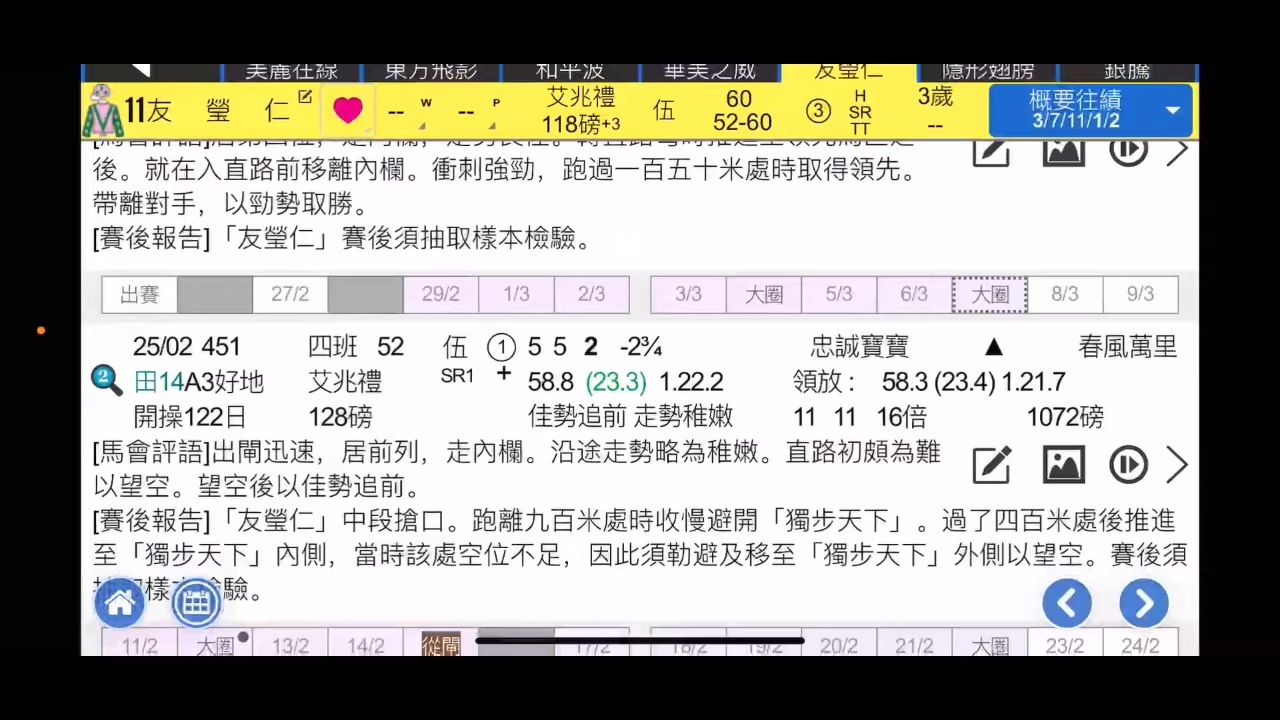 美麗在線 東方飛影 和平波 華美之威 友瑩仁 隱形翅膀 銀騰
11友 瑩 仁 -- W -- P 艾兆禮 118磅+3 伍 60 52-60 ③ H SR TT 3歲 -- 概要往績 3/7/11/1/2
後。就在入直路前移離內欄。衝刺強勁，跑過一百五十米處時取得領先。
帶離對手，以勁勢取勝。
[賽後報告]「友瑩仁」賽後須抽取樣本檢驗。
出賽 27/2 29/2 1/3 2/3 3/3 大圈 5/3 6/3 大圈 8/3 9/3
25/02 451 四班 52 伍 ① 5 5 2 -2¾ 忠誠寶寶 ▲ 春風萬里
2 田14A3好地 艾兆禮 SR1 + 58.8 (23.3) 1.22.2 領放： 58.3 (23.4) 1.21.7
開操122日 128磅 佳勢追前 走勢稚嫩 11 11 16倍 1072磅
[馬會評語]出閘迅速，居前列，走內欄。沿途走勢略為稚嫩。直路初頗為難
以望空。望空後以佳勢追前。
[賽後報告]「友瑩仁」中段搶口。跑離九百米處時收慢避開「獨步天下」。過了四百米處後推進
至「獨步天下」內側，當時該處空位不足，因此須勒避及移至「獨步天下」外側以望空。賽後須
樣 驗。
11/2 大圈 13/2 14/2 從閘 17/2 18/2 19/2 20/2 21/2 大圈 23/2 24/2